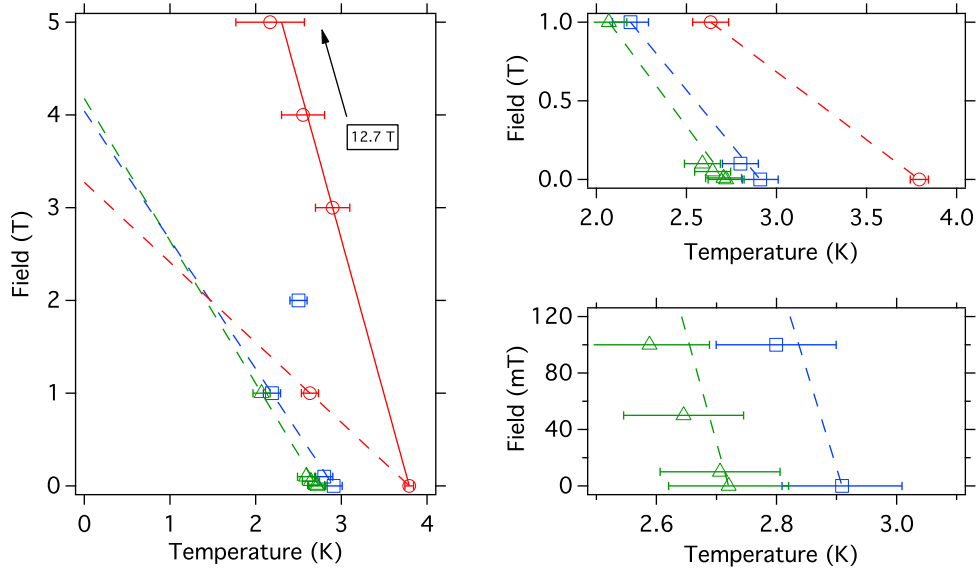 5
4
3
2
1
0
Field (T)
12.7 T
0 1 2 3 4
Temperature (K)
1.0
0.5
0.0
Field (T)
2.0 2.5 3.0 3.5 4.0
Temperature (K)
120
80
40
0
Field (mT)
2.6 2.8 3.0
Temperature (K)